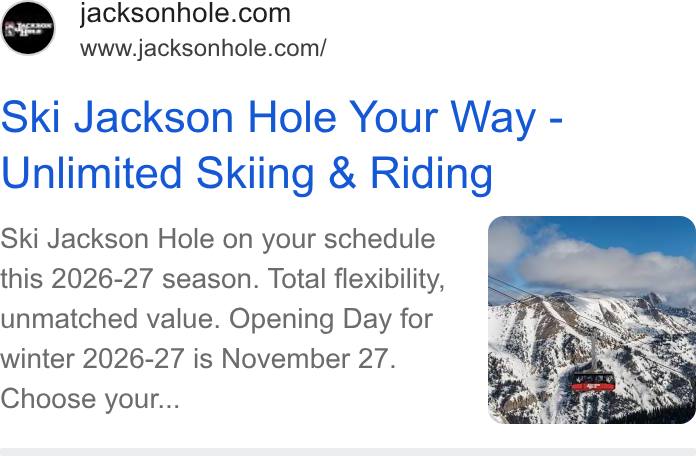 jacksonhole.com
www.jacksonhole.com/
Ski Jackson Hole Your Way -
Unlimited Skiing & Riding
Ski Jackson Hole on your schedule
this 2026-27 season. Total flexibility,
unmatched value. Opening Day for
winter 2026-27 is November 27.
Choose your...
JACKSON
HOLE